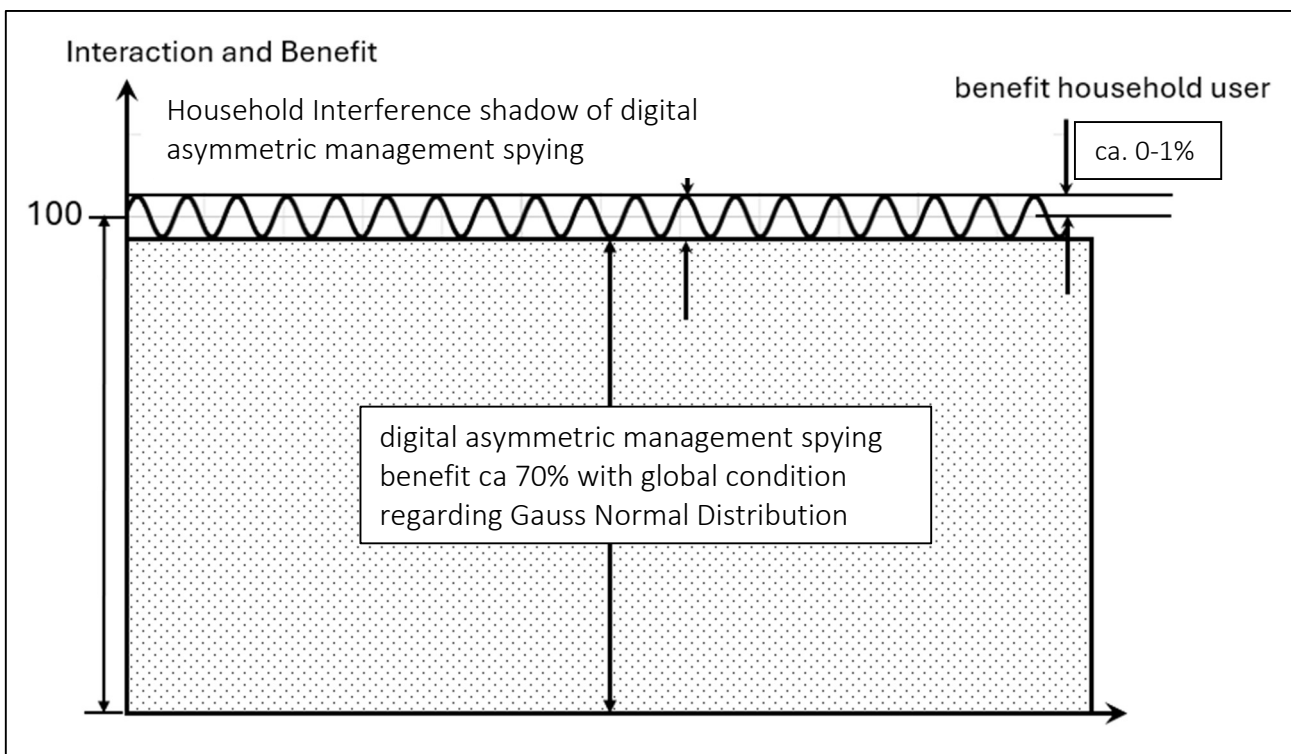 Interaction and Benefit
benefit household user
Household Interference shadow of digital
asymmetric management spying
ca. 0-1%
100
digital asymmetric management spying
benefit ca 70% with global condition
regarding Gauss Normal Distribution